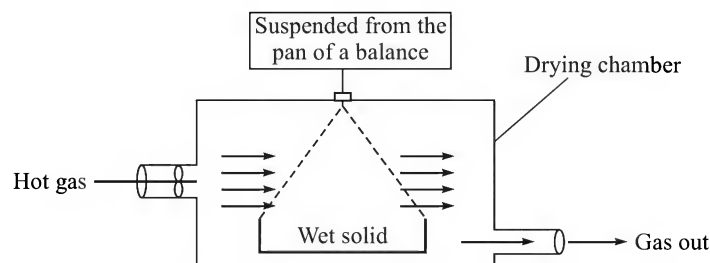 Suspended from the
pan of a balance
Drying chamber
Hot gas
Wet solid
Gas out